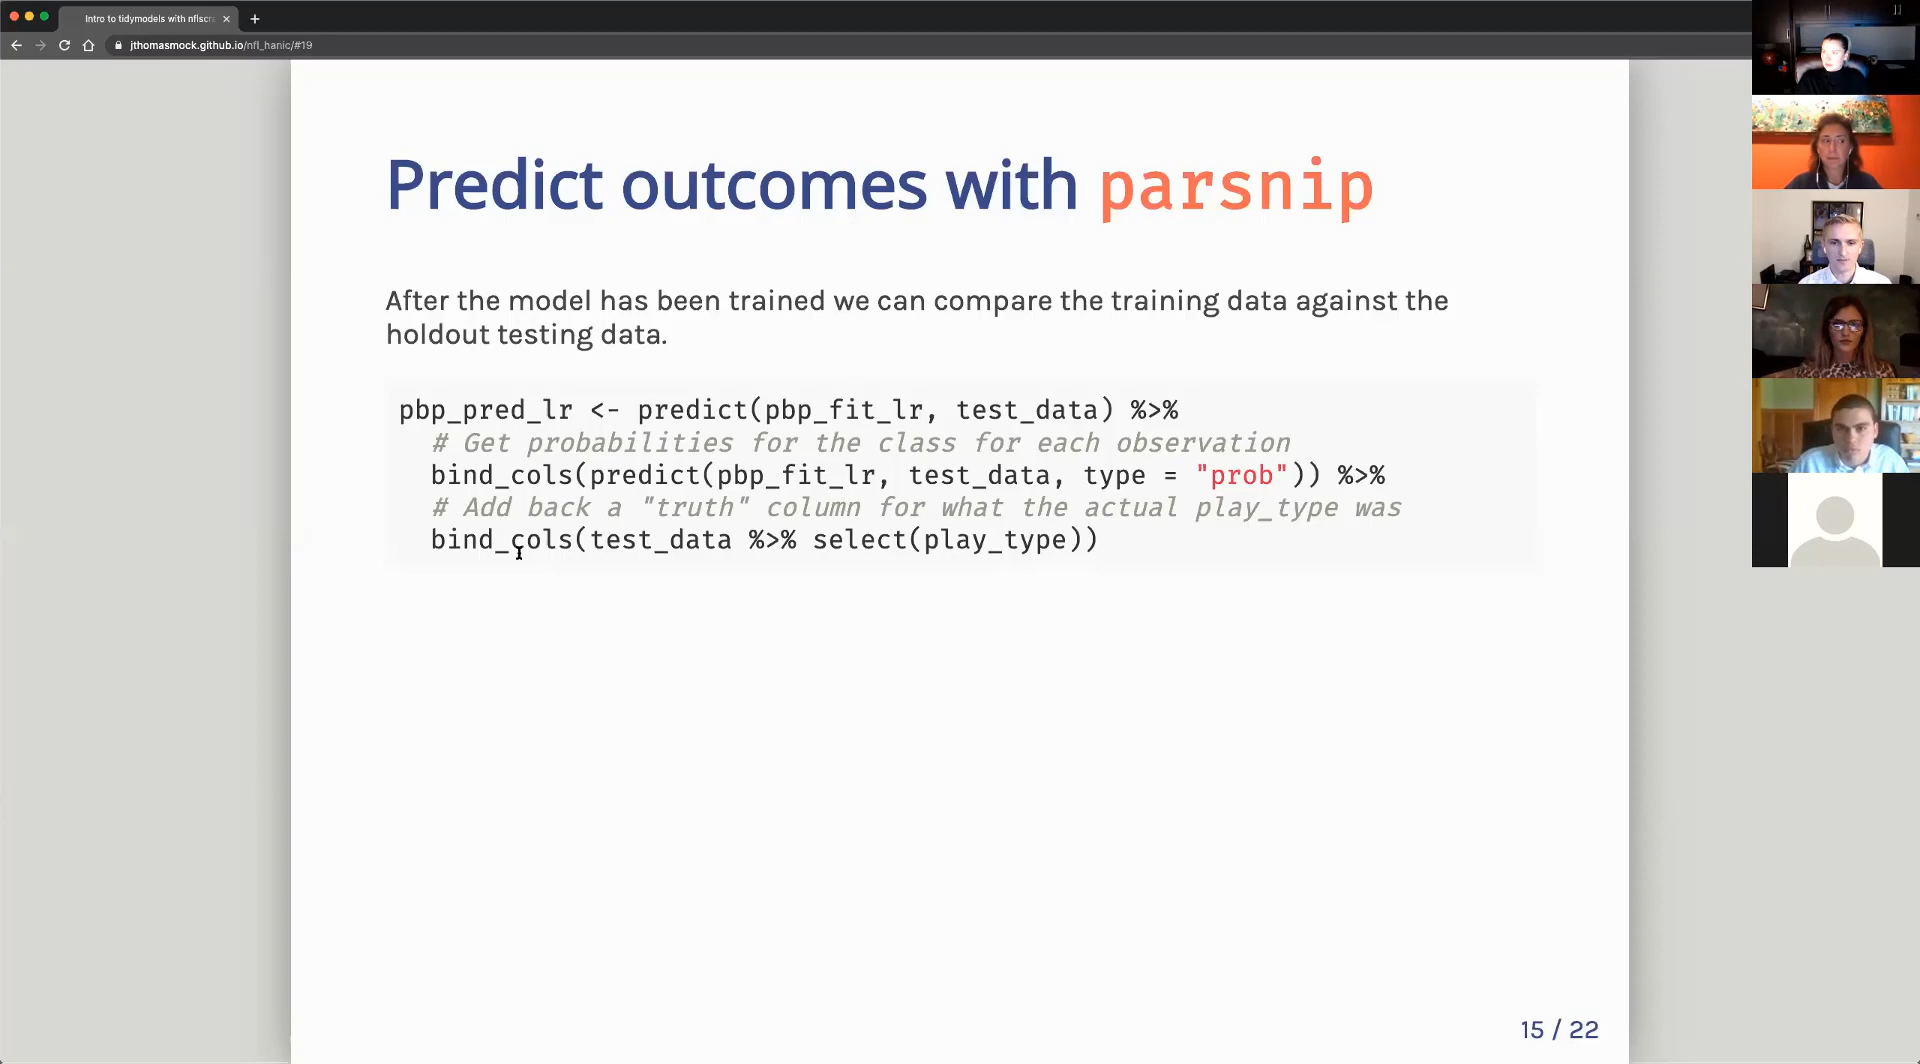 Intro to tidymodels with nflscra
jthomasmock.github.io/nfl_hanic/#19
Predict outcomes with parsnip
After the model has been trained we can compare the training data against the
holdout testing data.
pbp_pred_lr <- predict(pbp_fit_lr, test_data) %>%
# Get probabilities for the class for each observation
bind_cols(predict(pbp_fit_lr, test_data, type = "prob")) %>%
# Add back a "truth" column for what the actual play_type was
bind_cols(test_data %>% select(play_type))
15 / 22